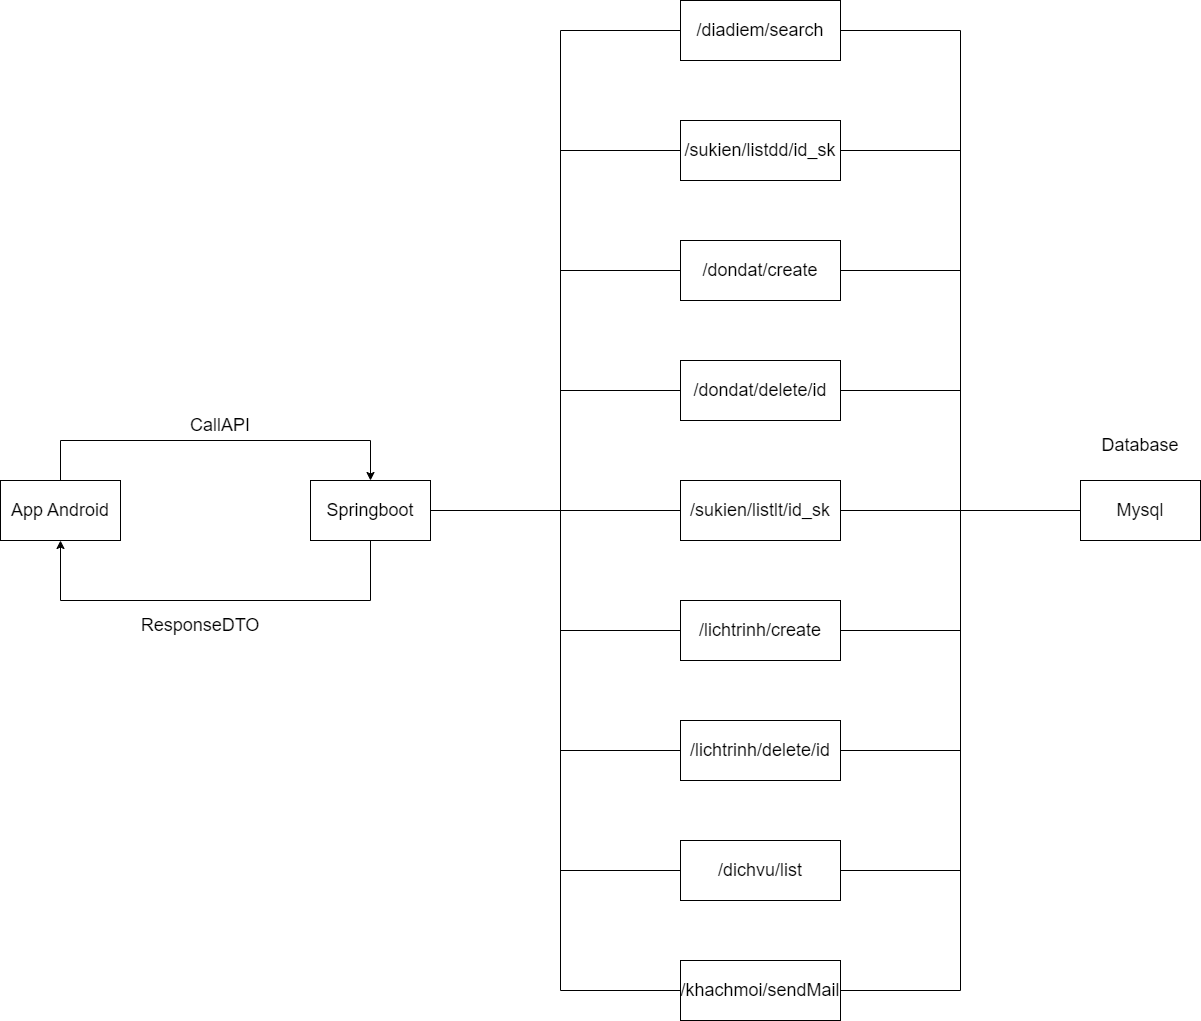 /diadiem/search
/sukien/listdd/id_sk
/dondat/create
/dondat/delete/id
CallAPI
Database
App Android
Springboot
/sukien/listlt/id_sk
Mysql
ResponseDTO
/lichtrinh/create
/lichtrinh/delete/id
/dichvu/list
/khachmoi/sendMail